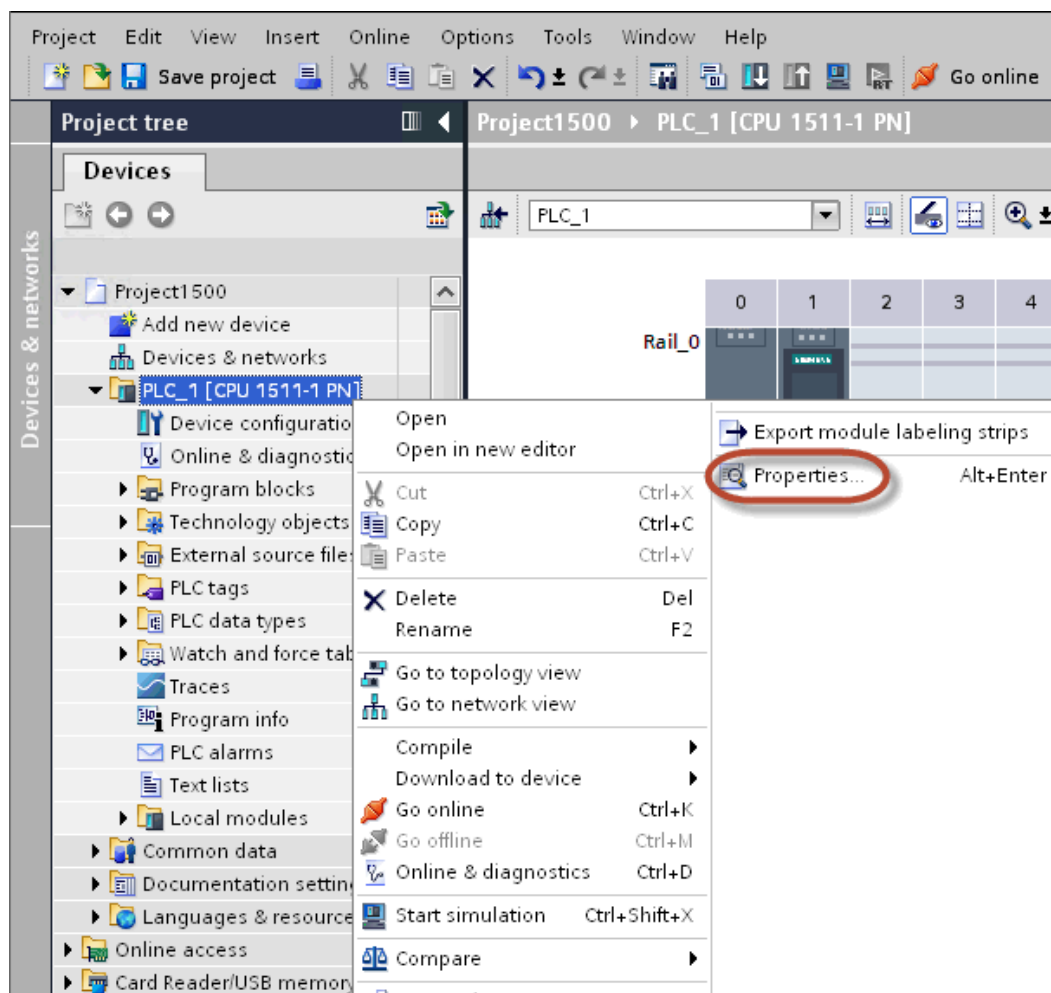 Project Edit View Insert Online Options Tools Window Help
Save project Go online
Devices & networks
Project tree
Project1500 PLC_1 [CPU 1511-1 PN]
Devices
PLC_1
0 1 2 3 4
Rail_0
SIEMENS
Project1500
Add new device
Devices & networks
PLC_1 [CPU 1511-1 PN]
Device configuratio
Online & diagnostic
Program blocks
Technology objects
External source file
PLC tags
PLC data types
Watch and force tab
Traces
Program info
PLC alarms
Text lists
Local modules
Common data
Documentation settin
Languages & resource
Online access
Card Reader/USB memory
Open
Open in new editor
Cut Ctrl+X
Copy Ctrl+C
Paste Ctrl+V
Delete Del
Rename F2
Go to topology view
Go to network view
Compile
Download to device
Go online Ctrl+K
Go offline Ctrl+M
Online & diagnostics Ctrl+D
Start simulation Ctrl+Shift+X
Compare
Export module labeling strips
Properties... Alt+Enter